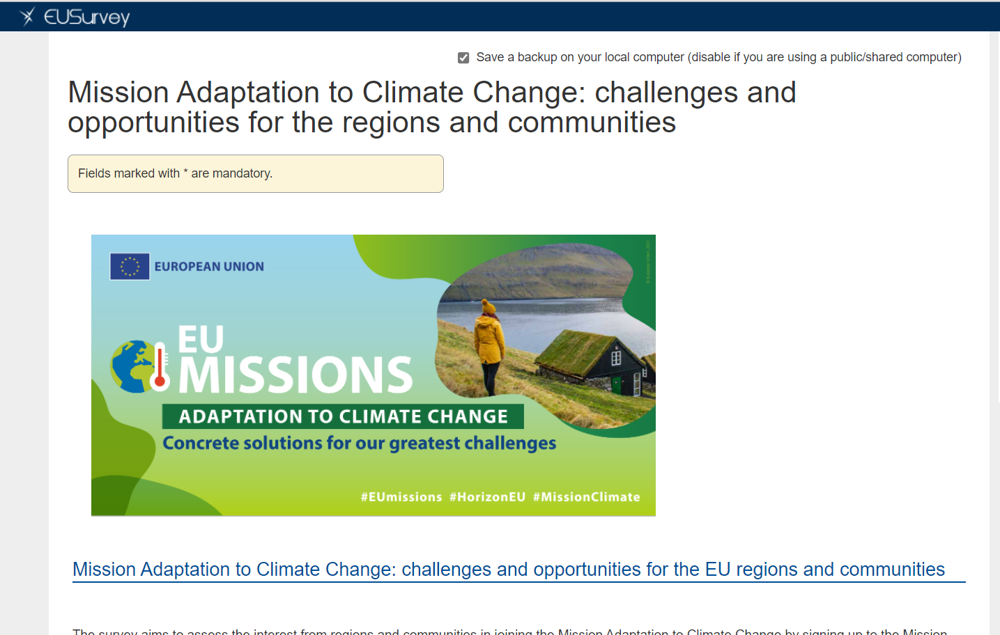 EUSurvey
Save a backup on your local computer (disable if you are using a public/shared computer)
Mission Adaptation to Climate Change: challenges and
opportunities for the regions and communities
Fields marked with * are mandatory.
EUROPEAN UNION
© European Union, 2021
EU
MISSIONS
ADAPTATION TO CLIMATE CHANGE
Concrete solutions for our greatest challenges
#EUmissions #HorizonEU #MissionClimate
Mission Adaptation to Climate Change: challenges and opportunities for the EU regions and communities
The survey aims to assess the interest from regions and communities in joining the Mission Adaptation to Climate Change by signing up to the Mission